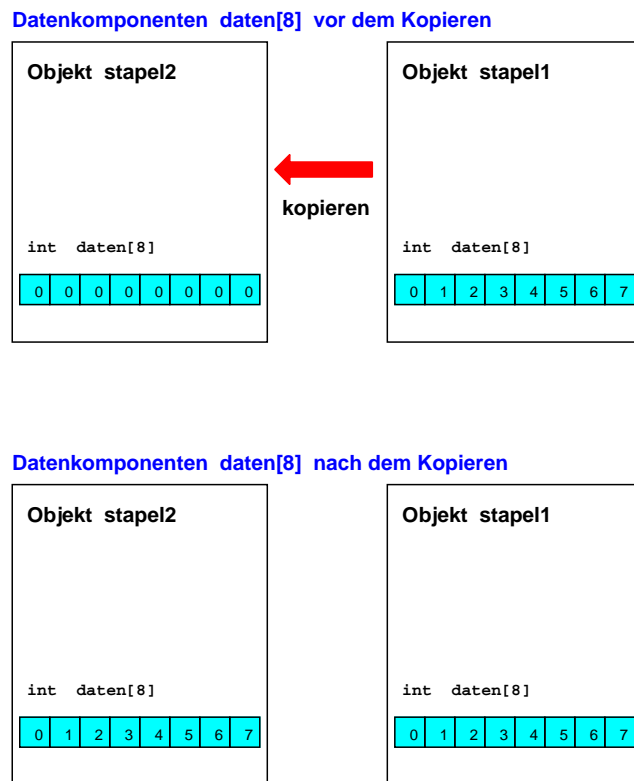 Datenkomponenten daten[8] vor dem Kopieren
Objekt stapel2
Objekt stapel1
kopieren
int daten[8]
int daten[8]
0 0 0 0 0 0 0 0
0 1 2 3 4 5 6 7
Datenkomponenten daten[8] nach dem Kopieren
Objekt stapel2
Objekt stapel1
int daten[8]
int daten[8]
0 1 2 3 4 5 6 7
0 1 2 3 4 5 6 7